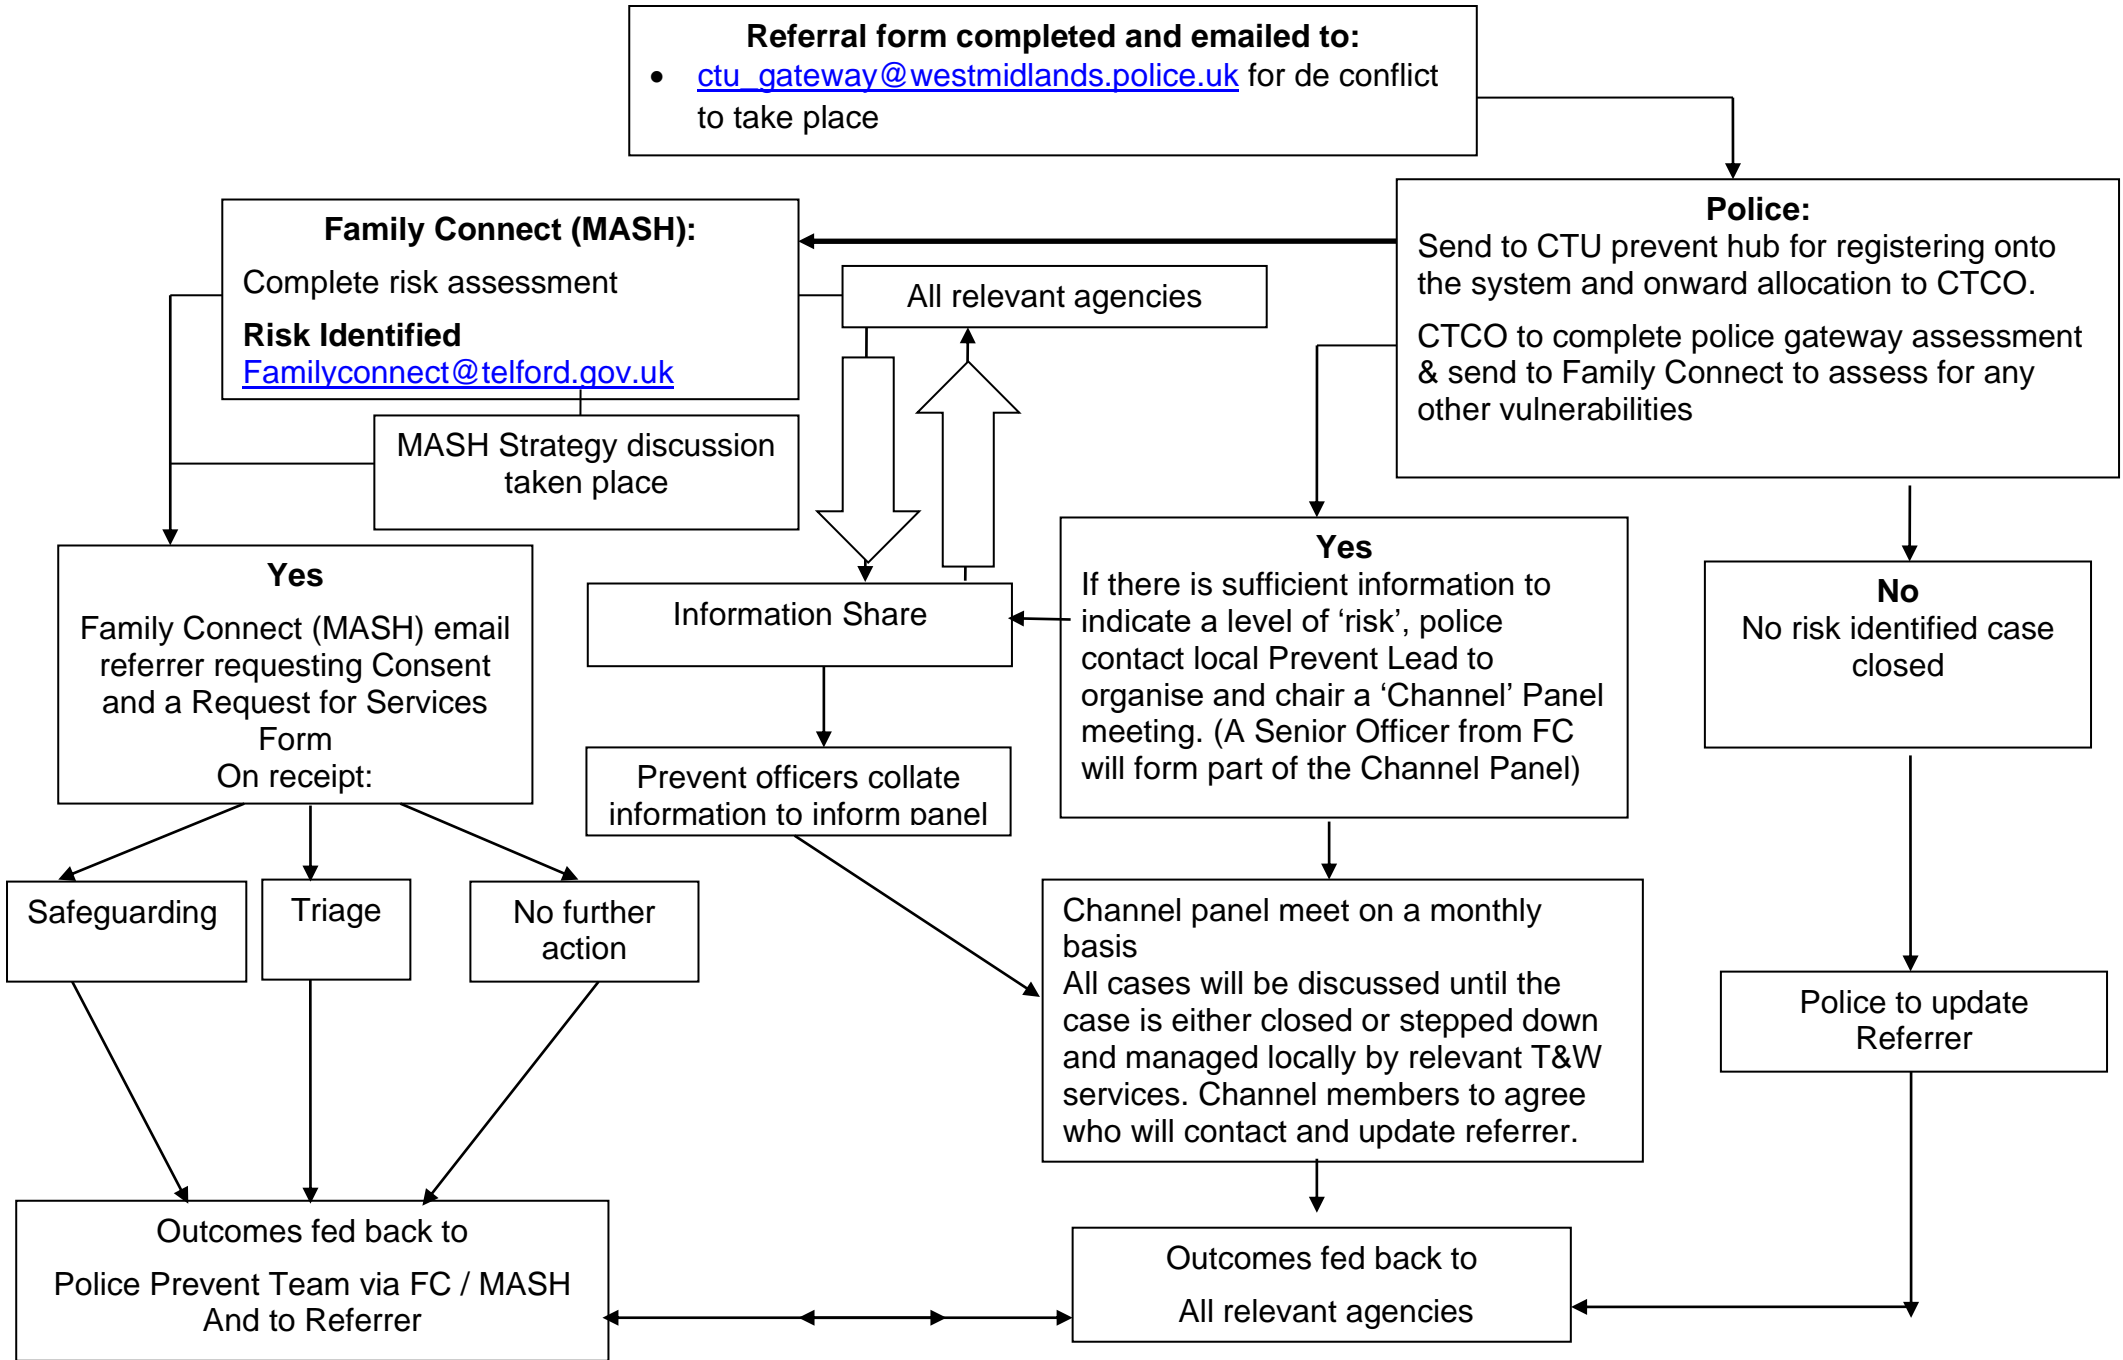 Referral form completed and emailed to:
• ctu_gateway@westmidlands.police.uk for de conflict
to take place
Police:
Send to CTU prevent hub for registering onto
the system and onward allocation to CTCO.
CTCO to complete police gateway assessment
& send to Family Connect to assess for any
other vulnerabilities
Family Connect (MASH):
Complete risk assessment
Risk Identified
Familyconnect@telford.gov.uk
All relevant agencies
MASH Strategy discussion
taken place
Yes
Family Connect (MASH) email
referrer requesting Consent
and a Request for Services
Form
On receipt:
Information Share
Yes
If there is sufficient information to
indicate a level of ‘risk’, police
contact local Prevent Lead to
organise and chair a ‘Channel’ Panel
meeting. (A Senior Officer from FC
will form part of the Channel Panel)
No
No risk identified case
closed
Prevent officers collate
information to inform panel
Safeguarding
Triage
No further
action
Channel panel meet on a monthly
basis
All cases will be discussed until the
case is either closed or stepped down
and managed locally by relevant T&W
services. Channel members to agree
who will contact and update referrer.
Police to update
Referrer
Outcomes fed back to
Police Prevent Team via FC / MASH
And to Referrer
Outcomes fed back to
All relevant agencies